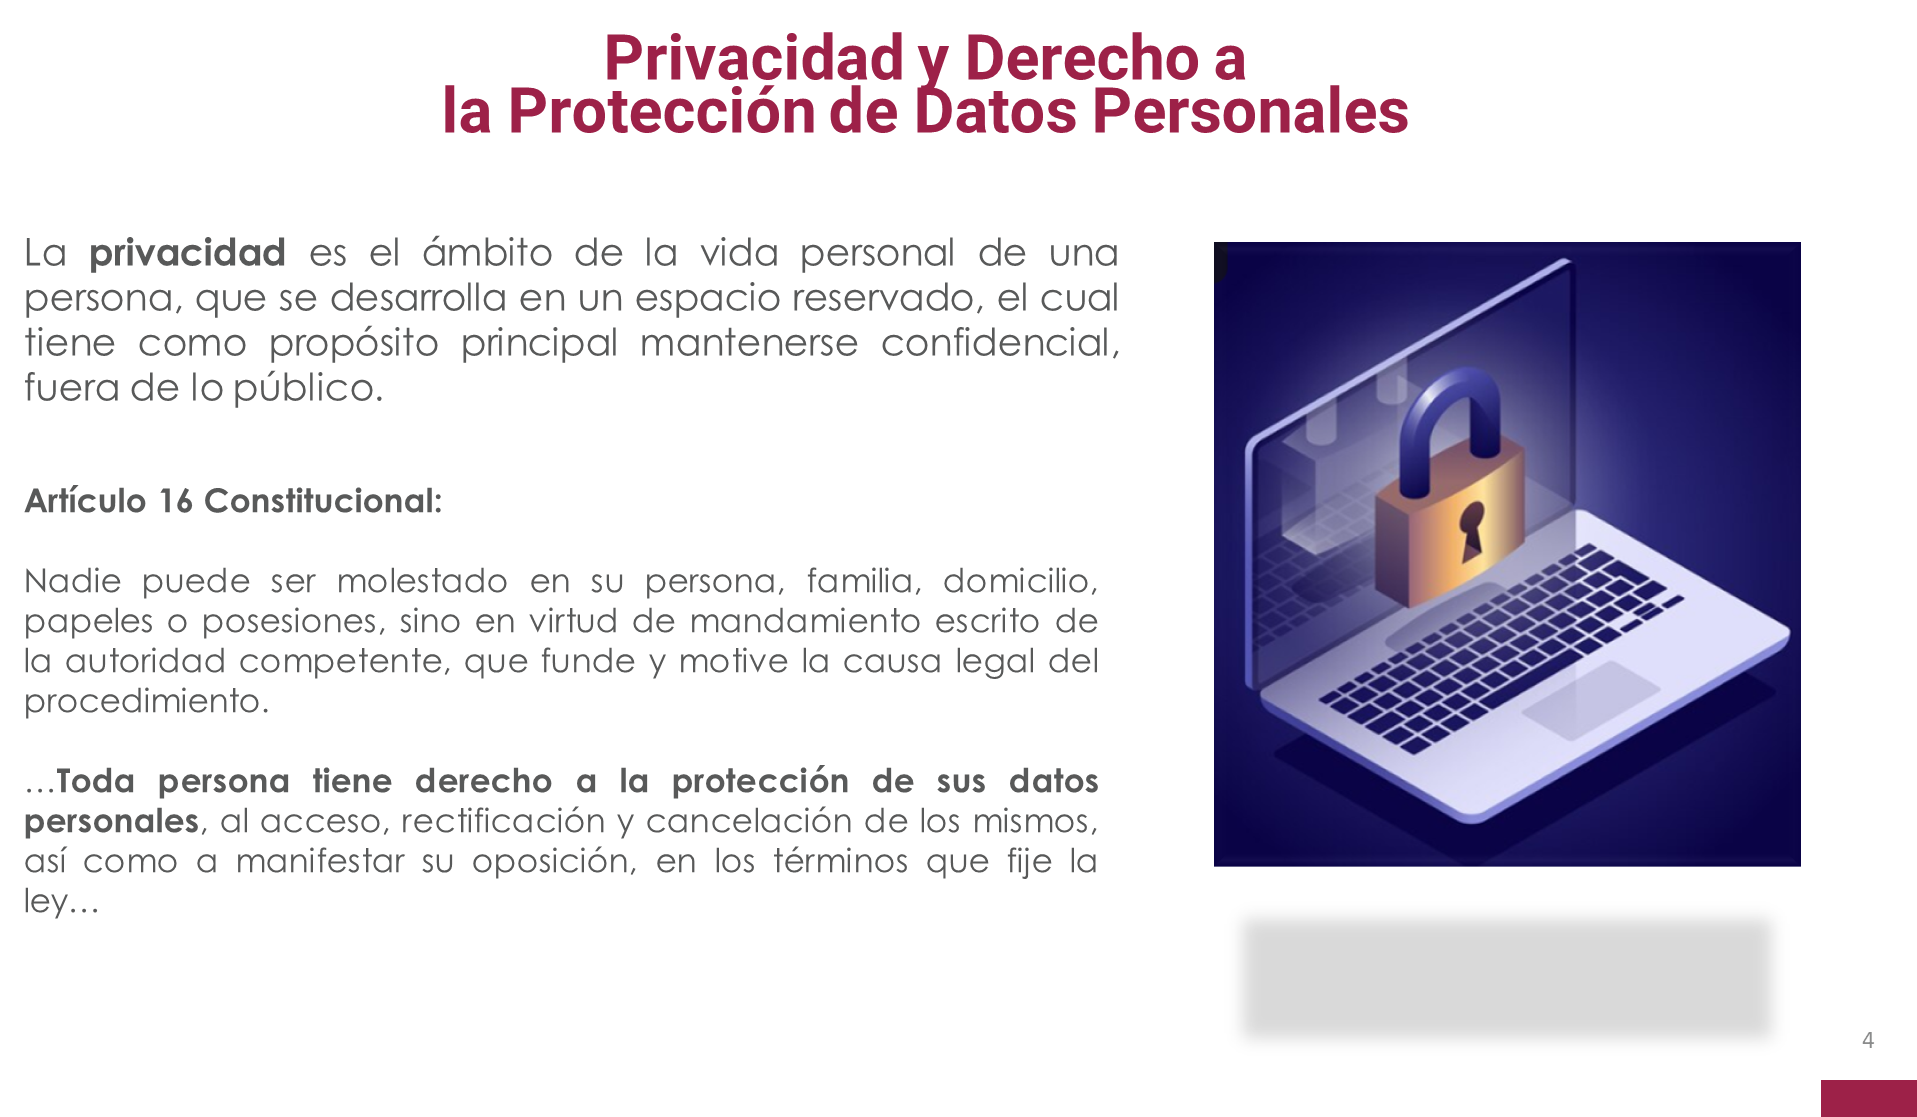 Privacidad y Derecho a
la Protección de Datos Personales
La privacidad es el ámbito de la vida personal de una
persona, que se desarrolla en un espacio reservado, el cual
tiene como propósito principal mantenerse confidencial,
fuera de lo público.
Artículo 16 Constitucional:
Nadie puede ser molestado en su persona, familia, domicilio,
papeles o posesiones, sino en virtud de mandamiento escrito de
la autoridad competente, que funde y motive la causa legal del
procedimiento.
…Toda persona tiene derecho a la protección de sus datos
personales, al acceso, rectificación y cancelación de los mismos,
así como a manifestar su oposición, en los términos que fije la
ley…
4